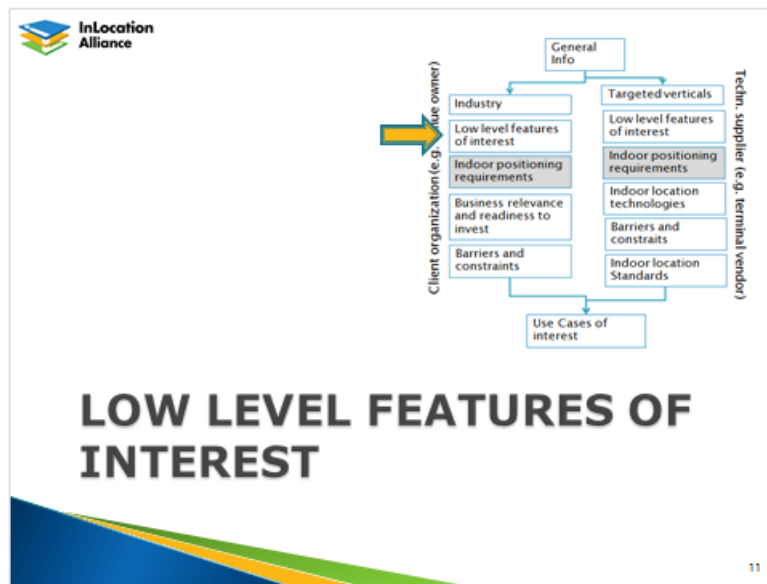 InLocation
Alliance
General
Info
Client organization(e.g. nue owner)
Industry
Low level features
of interest
Indoor positioning
requirements
Business relevance
and readiness to
invest
Barriers and
constraints
Targeted verticals
Low level features
of interest
Indoor positioning
requirements
Indoor location
technologies
Barriers and
constraits
Indoor location
Standards
Techn. supplier (e.g. terminal vendor)
Use Cases of
interest
LOW LEVEL FEATURES OF
INTEREST
11